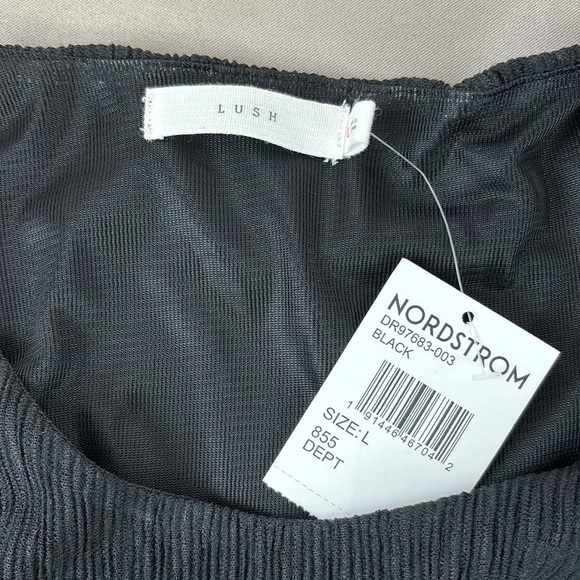 LUSH
NORDSTROM
DR97683-003
BLACK
1 91446 46704 2
SIZE: L
855
DEPT